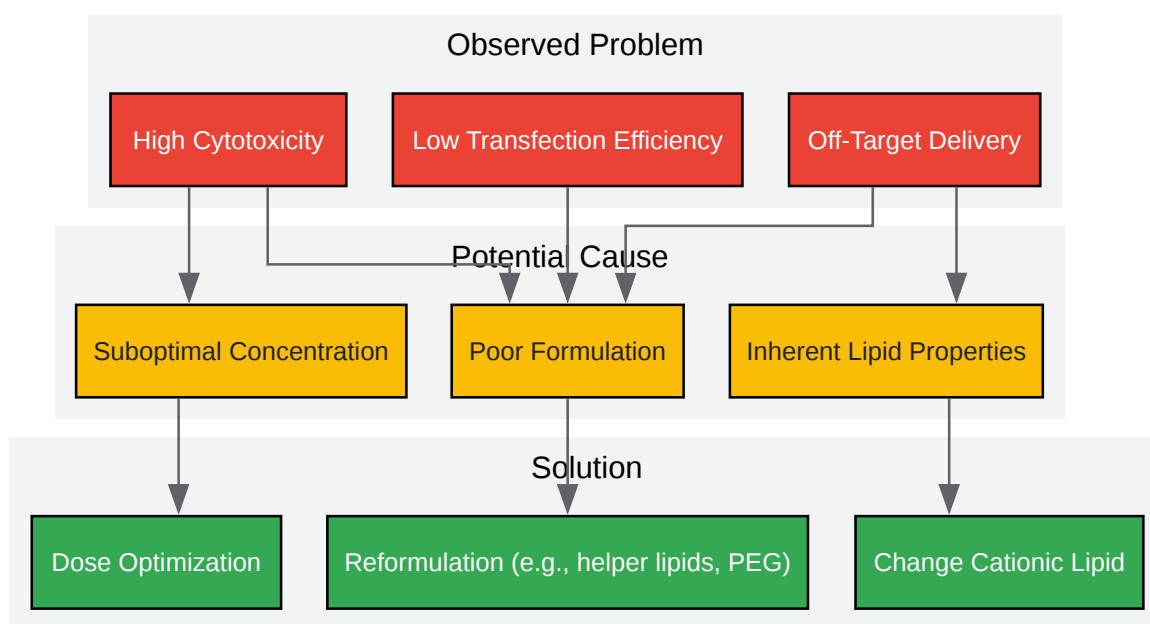 Observed Problem
High Cytotoxicity
Low Transfection Efficiency
Off-Target Delivery
Potential Cause
Suboptimal Concentration
Poor Formulation
Inherent Lipid Properties
Solution
Dose Optimization
Reformulation (e.g., helper lipids, PEG)
Change Cationic Lipid